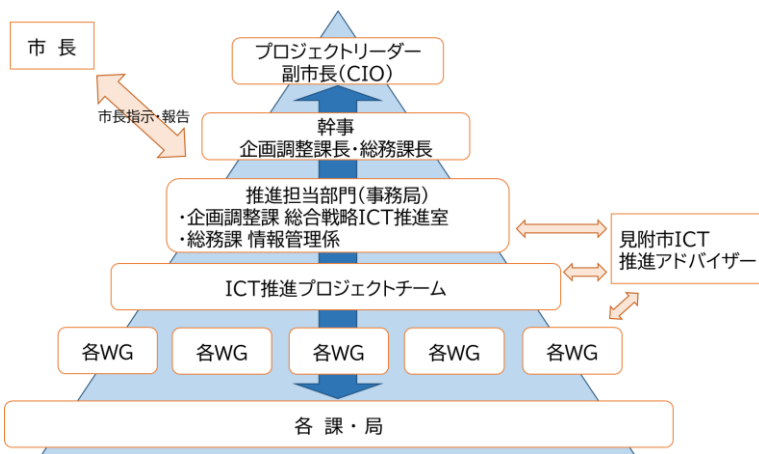 市 長
プロジェクトリーダー
副市長(CIO)
市長指示・報告
幹事
企画調整課長・総務課長
推進担当部門(事務局)
・企画調整課 総合戦略ICT推進室
・総務課 情報管理係
見附市ICT
推進アドバイザー
ICT推進プロジェクトチーム
各WG
各WG
各WG
各WG
各WG
各 課・局